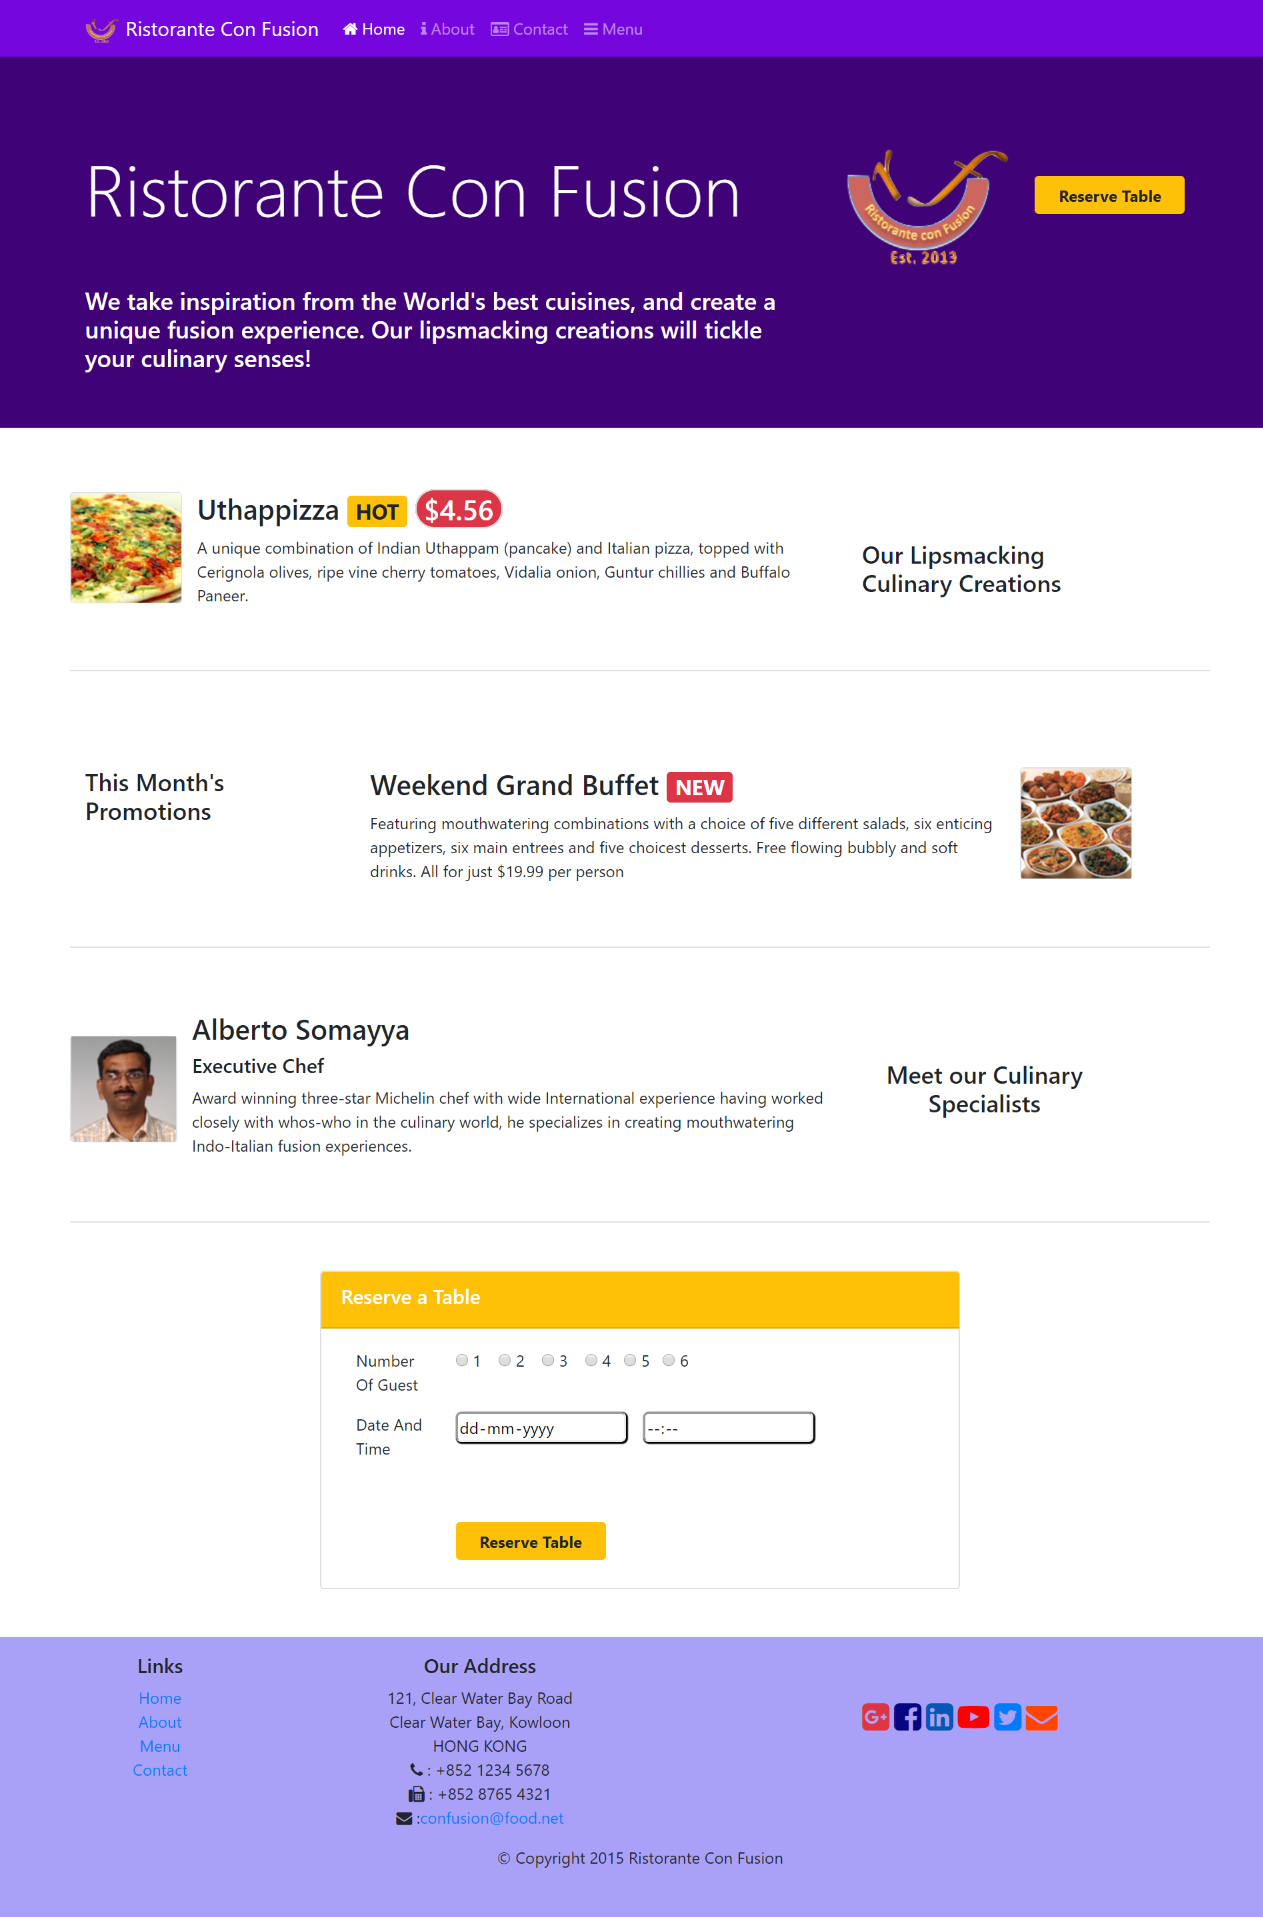 Ristorante Con Fusion Home About Contact Menu
Ristorante Con Fusion
Ristorante con Fusion
Est. 2013
Reserve Table
We take inspiration from the World's best cuisines, and create a
unique fusion experience. Our lipsmacking creations will tickle
your culinary senses!
Uthappizza HOT $4.56
A unique combination of Indian Uthappam (pancake) and Italian pizza, topped with
Cerignola olives, ripe vine cherry tomatoes, Vidalia onion, Guntur chillies and Buffalo
Paneer.
Our Lipsmacking
Culinary Creations
This Month's
Promotions
Weekend Grand Buffet NEW
Featuring mouthwatering combinations with a choice of five different salads, six enticing
appetizers, six main entrees and five choicest desserts. Free flowing bubbly and soft
drinks. All for just $19.99 per person
Alberto Somayya
Executive Chef
Award winning three-star Michelin chef with wide International experience having worked
closely with whos-who in the culinary world, he specializes in creating mouthwatering
Indo-Italian fusion experiences.
Meet our Culinary
Specialists
Reserve a Table
Number
Of Guest
1 2 3 4 5 6
Date And
Time
dd-mm-yyyy --:--
Reserve Table
Links
Home
About
Menu
Contact
Our Address
121, Clear Water Bay Road
Clear Water Bay, Kowloon
HONG KONG
: +852 1234 5678
: +852 8765 4321
:confusion@food.net
© Copyright 2015 Ristorante Con Fusion